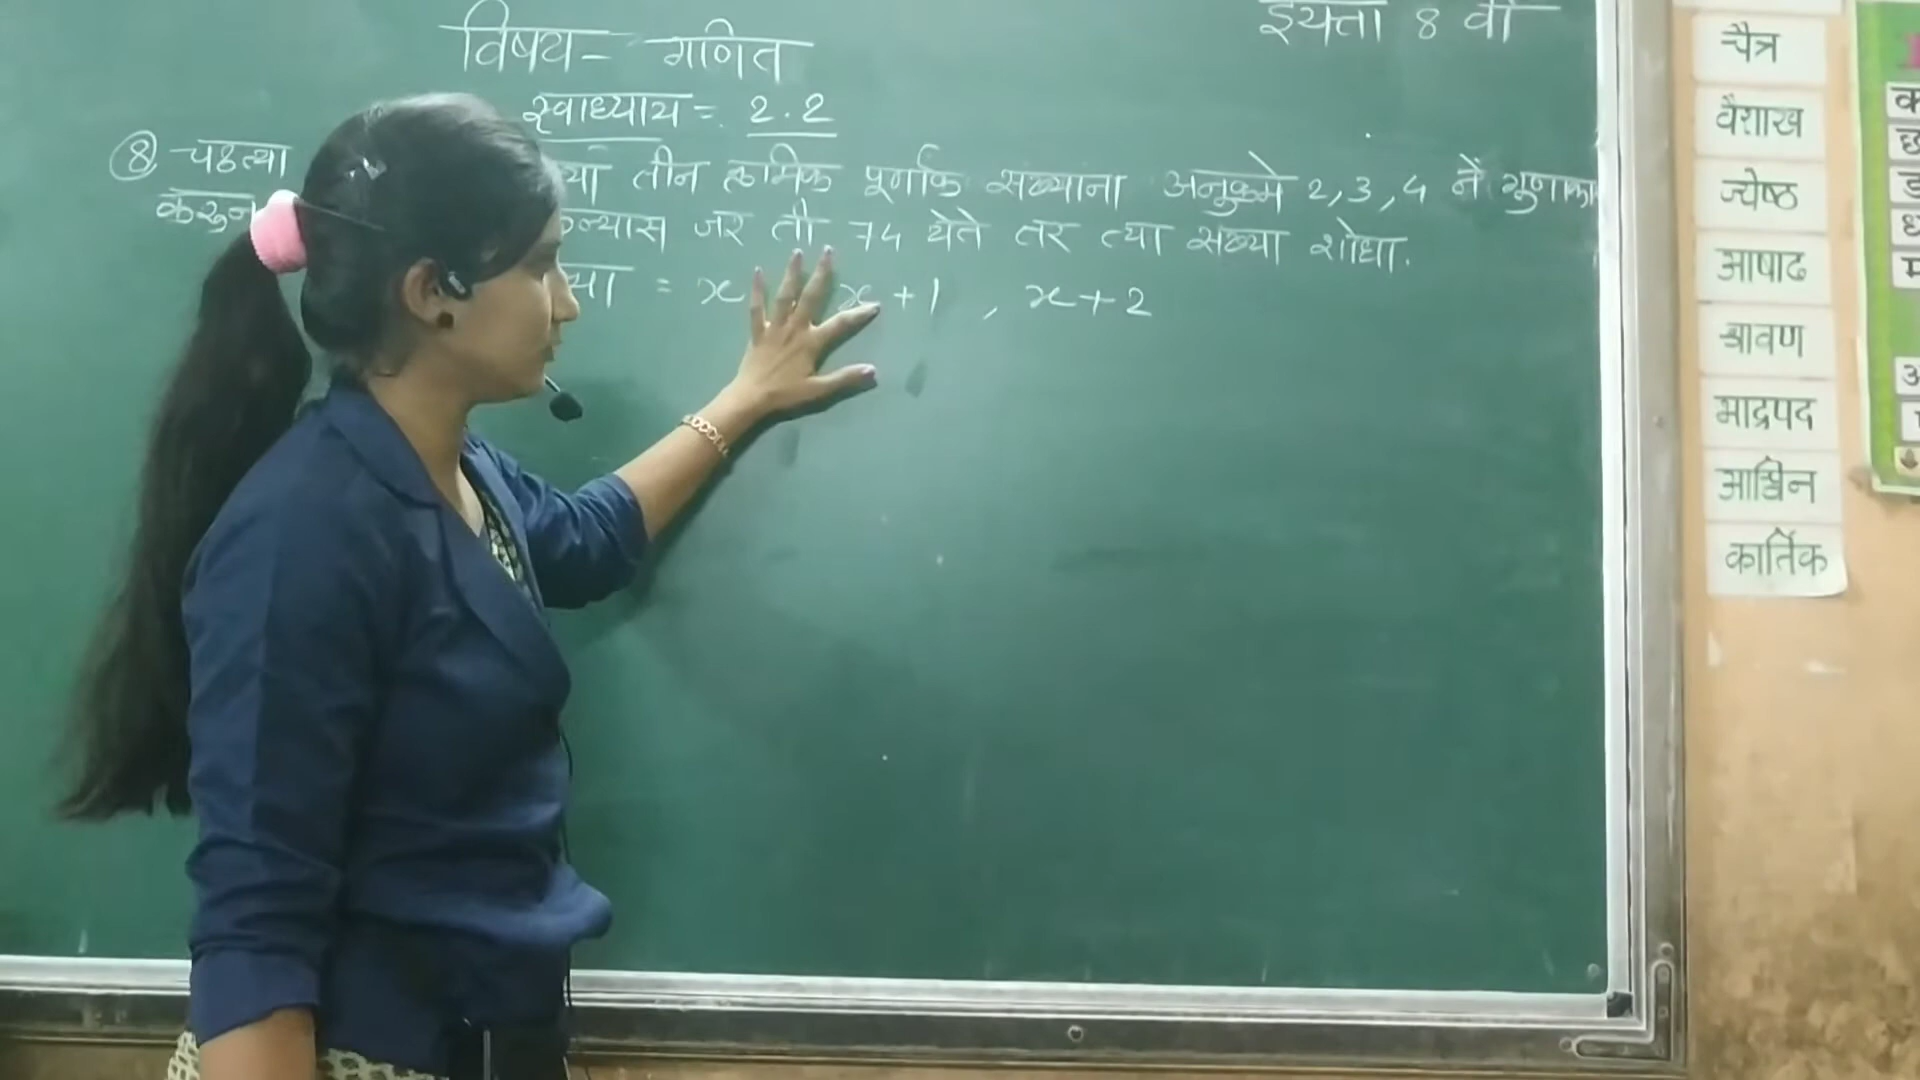 इयत्ता 8 वी
विषय - गणित
स्वाध्याय = 2.2
⑧ चढत्या तीन क्रमिक पूर्णांक संख्यांना अनुक्रमे 2, 3, 4 ने गुणाका
करुन जर ती 74 येते तर त्या संख्या शोधा.
= x x + 1 , x + 2
चैत्र
वैशाख
ज्येष्ठ
आषाढ
श्रावण
भाद्रपद
आश्विन
कार्तिक